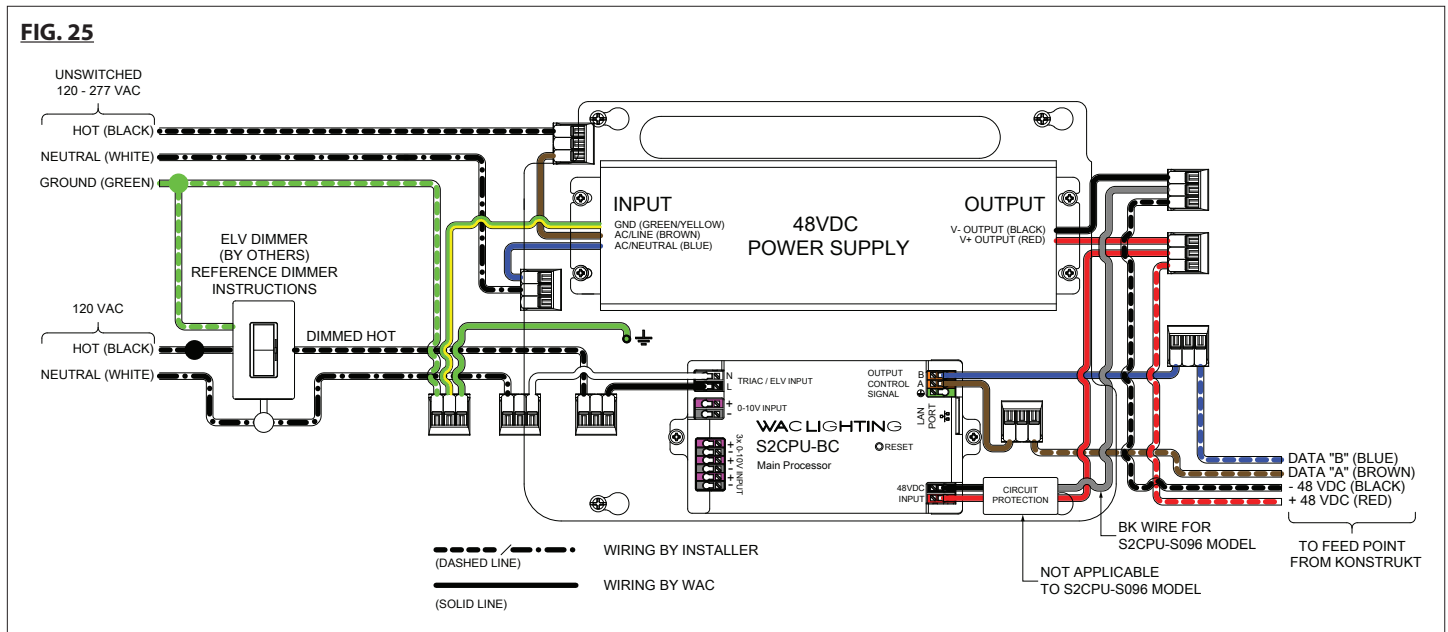 FIG. 25
UNSWITCHED
120 - 277 VAC
HOT (BLACK)
NEUTRAL (WHITE)
GROUND (GREEN)
ELV DIMMER
(BY OTHERS)
REFERENCE DIMMER
INSTRUCTIONS
120 VAC
HOT (BLACK)
NEUTRAL (WHITE)
DIMMED HOT
INPUT
GND (GREEN/YELLOW)
AC/LINE (BROWN)
AC/NEUTRAL (BLUE)
48VDC
POWER SUPPLY
OUTPUT
V- OUTPUT (BLACK)
V+ OUTPUT (RED)
N
L
TRIAC / ELV INPUT
+
-
0-10V INPUT
+
-
+
-
+
-
3x 0-10V INPUT
WAC LIGHTING
S2CPU-BC
Main Processor
RESET
OUTPUT
CONTROL
SIGNAL
B
A
LAN
PORT
48VDC
INPUT
CIRCUIT
PROTECTION
DATA "B" (BLUE)
DATA "A" (BROWN)
- 48 VDC (BLACK)
+ 48 VDC (RED)
TO FEED POINT
FROM KONSTRUKT
BK WIRE FOR
S2CPU-S096 MODEL
NOT APPLICABLE
TO S2CPU-S096 MODEL
WIRING BY INSTALLER
(DASHED LINE)
WIRING BY WAC
(SOLID LINE)